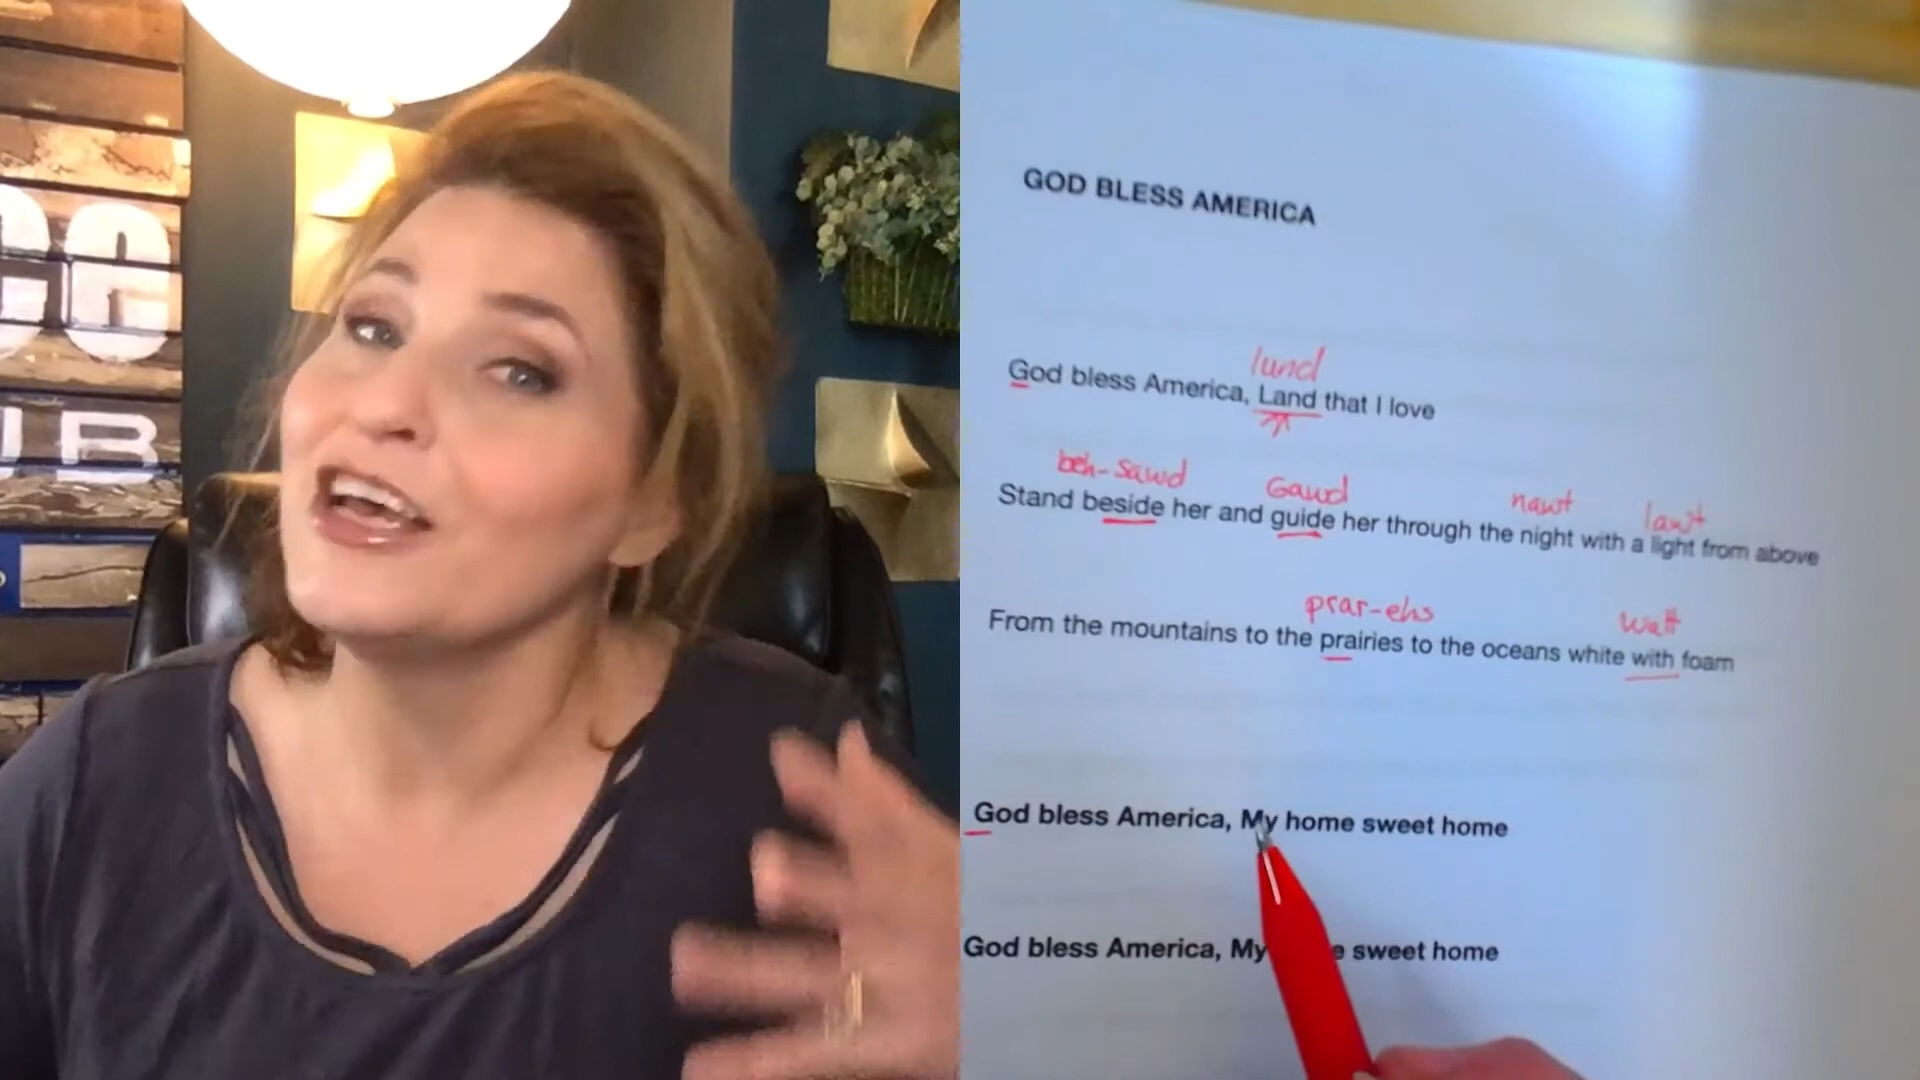 GOD BLESS AMERICA
lund
God bless America, Land that I love
beh-sawd Gawd nawt lawt
Stand beside her and guide her through the night with a light from above
prar-ehs watt
From the mountains to the prairies to the oceans white with foam
God bless America, My home sweet home
God bless America, My sweet home